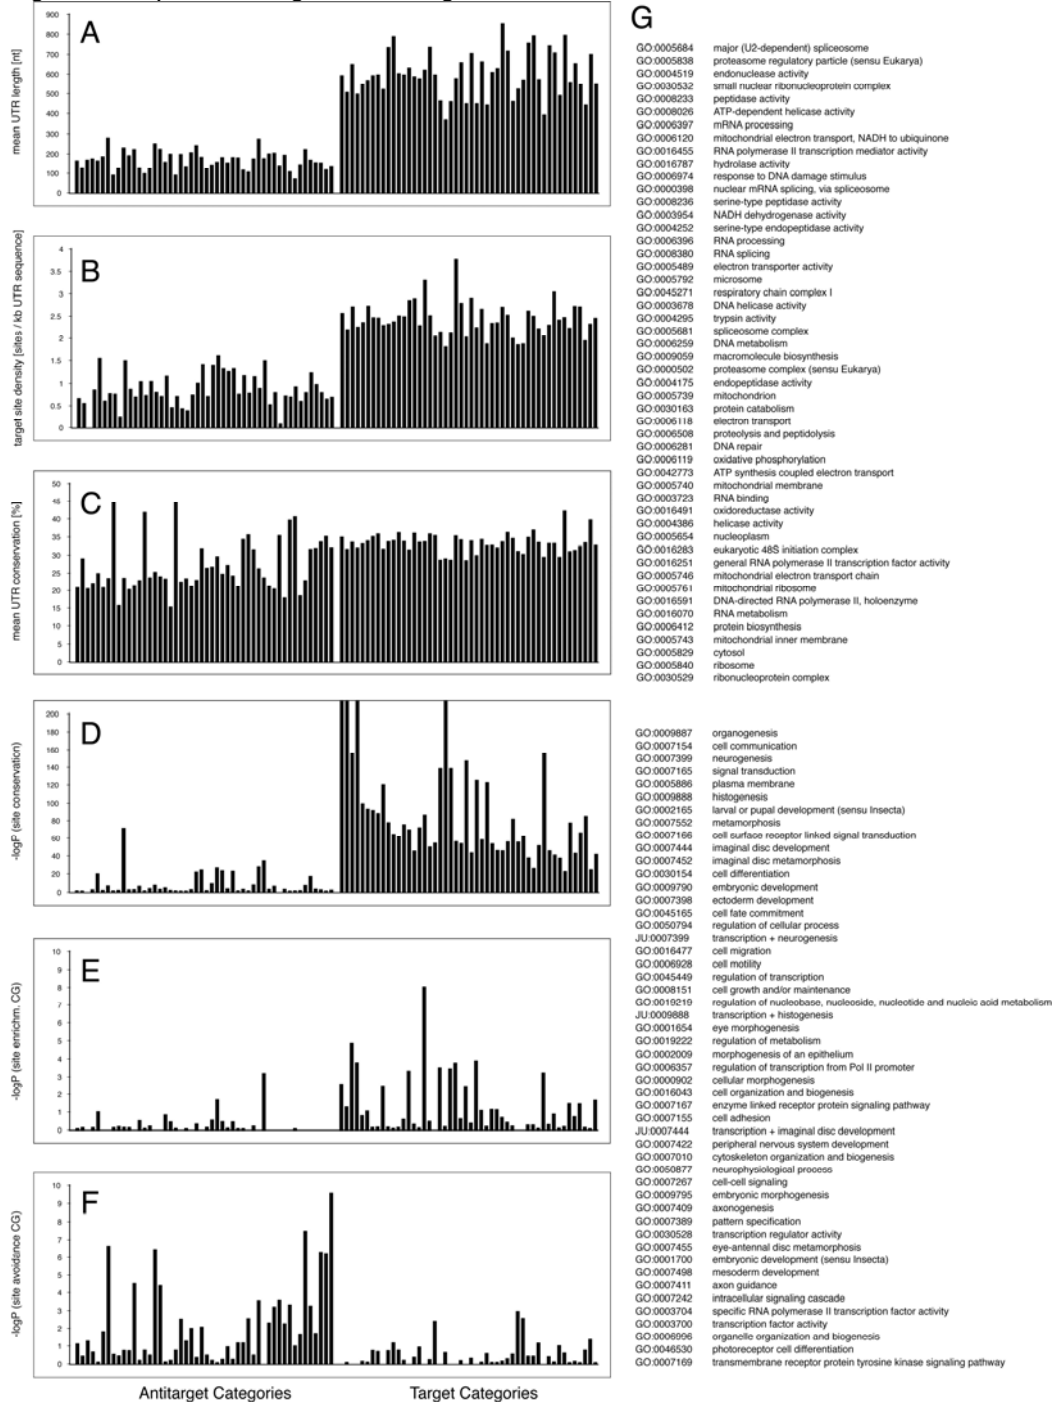 A
mean UTR length [nt]
900
800
700
600
500
400
300
200
100
0
B
target site density [sites / kb UTR sequence]
4
3.5
3
2.5
2
1.5
1
0.5
0
C
mean UTR conservation [%]
50
45
40
35
30
25
20
15
10
5
0
D
-logP (site conservation)
200
180
160
140
120
100
80
60
40
20
0
E
-logP (site enrichm. CG)
10
9
8
7
6
5
4
3
2
1
0
F
-logP (site avoidance CG)
10
9
8
7
6
5
4
3
2
1
0
Antitarget Categories
Target Categories
G
GO:0005684 major (U2-dependent) spliceosome
GO:0005838 proteasome regulatory particle (sensu Eukarya)
GO:0004519 endonuclease activity
GO:0030532 small nuclear ribonucleoprotein complex
GO:0008233 peptidase activity
GO:0008026 ATP-dependent helicase activity
GO:0006397 mRNA processing
GO:0006120 mitochondrial electron transport, NADH to ubiquinone
GO:0016455 RNA polymerase II transcription mediator activity
GO:0016787 hydrolase activity
GO:0006974 response to DNA damage stimulus
GO:0000398 nuclear mRNA splicing, via spliceosome
GO:0008236 serine-type peptidase activity
GO:0003954 NADH dehydrogenase activity
GO:0004252 serine-type endopeptidase activity
GO:0006396 RNA processing
GO:0008380 RNA splicing
GO:0005489 electron transporter activity
GO:0005792 microsome
GO:0045271 respiratory chain complex I
GO:0003678 DNA helicase activity
GO:0004295 trypsin activity
GO:0005681 spliceosome complex
GO:0006259 DNA metabolism
GO:0009059 macromolecule biosynthesis
GO:0000502 proteasome complex (sensu Eukarya)
GO:0004175 endopeptidase activity
GO:0005739 mitochondrion
GO:0030163 protein catabolism
GO:0006118 electron transport
GO:0006508 proteolysis and peptidolysis
GO:0006281 DNA repair
GO:0006119 oxidative phosphorylation
GO:0042773 ATP synthesis coupled electron transport
GO:0005740 mitochondrial membrane
GO:0003723 RNA binding
GO:0016491 oxidoreductase activity
GO:0004386 helicase activity
GO:0005654 nucleoplasm
GO:0016283 eukaryotic 48S initiation complex
GO:0016251 general RNA polymerase II transcription factor activity
GO:0005746 mitochondrial electron transport chain
GO:0005761 mitochondrial ribosome
GO:0016591 DNA-directed RNA polymerase II, holoenzyme
GO:0016070 RNA metabolism
GO:0006412 protein biosynthesis
GO:0005743 mitochondrial inner membrane
GO:0005829 cytosol
GO:0005840 ribosome
GO:0030529 ribonucleoprotein complex
GO:0009887 organogenesis
GO:0007154 cell communication
GO:0007399 neurogenesis
GO:0007165 signal transduction
GO:0005886 plasma membrane
GO:0009888 histogenesis
GO:0002165 larval or pupal development (sensu Insecta)
GO:0007552 metamorphosis
GO:0007166 cell surface receptor linked signal transduction
GO:0007444 imaginal disc development
GO:0007452 imaginal disc metamorphosis
GO:0030154 cell differentiation
GO:0009790 embryonic development
GO:0007398 ectoderm development
GO:0045165 cell fate commitment
GO:0050794 regulation of cellular process
JU:0007399 transcription + neurogenesis
GO:0016477 cell migration
GO:0006928 cell motility
GO:0045449 regulation of transcription
GO:0008151 cell growth and/or maintenance
GO:0019219 regulation of nucleobase, nucleoside, nucleotide and nucleic acid metabolism
JU:0009888 transcription + histogenesis
GO:0001654 eye morphogenesis
GO:0019222 regulation of metabolism
GO:0002009 morphogenesis of an epithelium
GO:0006357 regulation of transcription from Pol II promoter
GO:0000902 cellular morphogenesis
GO:0016043 cell organization and biogenesis
GO:0007167 enzyme linked receptor protein signaling pathway
GO:0007155 cell adhesion
JU:0007444 transcription + imaginal disc development
GO:0007422 peripheral nervous system development
GO:0007010 cytoskeleton organization and biogenesis
GO:0050877 neurophysiological process
GO:0007267 cell-cell signaling
GO:0009795 embryonic morphogenesis
GO:0007409 axonogenesis
GO:0007389 pattern specification
GO:0030528 transcription regulator activity
GO:0007455 eye-antennal disc metamorphosis
GO:0001700 embryonic development (sensu Insecta)
GO:0007498 mesoderm development
GO:0007411 axon guidance
GO:0007242 intracellular signaling cascade
GO:0003704 specific RNA polymerase II transcription factor activity
GO:0003700 transcription factor activity
GO:0006996 organelle organization and biogenesis
GO:0046530 photoreceptor cell differentiation
GO:0007169 transmembrane receptor protein tyrosine kinase signaling pathway